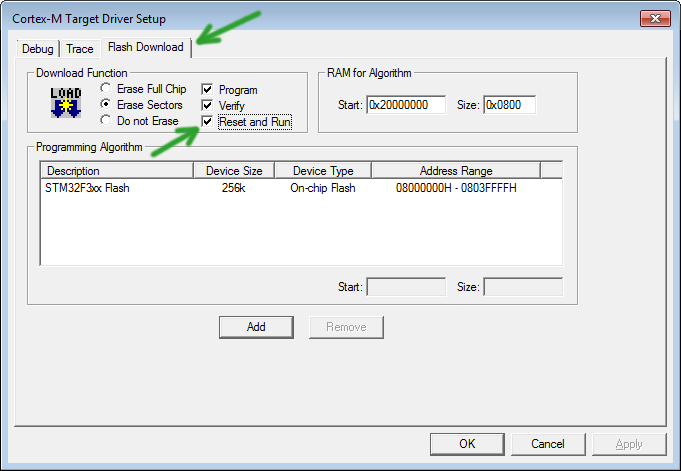 Cortex-M Target Driver Setup
Debug Trace Flash Download
Download Function RAM for Algorithm
LOAD Erase Full Chip Program
Erase Sectors Verify Start: 0x20000000 Size: 0x0800
Do not Erase Reset and Run
Programming Algorithm
Description Device Size Device Type Address Range
STM32F3xx Flash 256k On-chip Flash 08000000H - 0803FFFFH
Start: Size:
Add Remove
OK Cancel Apply